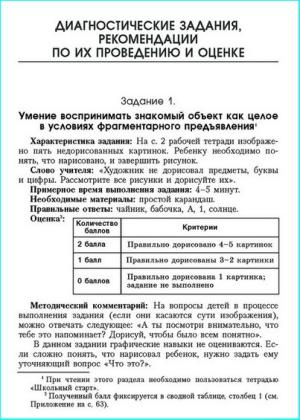 ДИАГНОСТИЧЕСКИЕ ЗАДАНИЯ,
РЕКОМЕНДАЦИИ
ПО ИХ ПРОВЕДЕНИЮ И ОЦЕНКЕ
Задание 1.
Умение воспринимать знакомый объект как целое
в условиях фрагментарного предъявления¹
Характеристика задания: На с. 2 рабочей тетради изображе-
но пять недорисованных картинок. Ребенку необходимо по-
нять, что нарисовано, и завершить рисунок.
Слово учителя: «Художник не дорисовал предметы, буквы
и цифры. Рассмотрите все рисунки и дорисуйте их».
Примерное время выполнения задания: 4–5 минут.
Необходимые материалы: простой карандаш.
Правильные ответы: чайник, бабочка, А, 1, солнце.
Оценка²:
Количество баллов Критерии
2 балла Правильно дорисовано 4–5 картинок
1 балл Правильно дорисованы 3–2 картинки
0 баллов Правильно дорисована 1 картинка;
задание не выполнено
Методический комментарий: На вопросы детей в процессе
выполнения задания (если они касаются сути изображения),
можно отвечать следующее: «А ты посмотри внимательно, что
тебе это напоминает? Дорисуй, чтобы было всем понятно».
В данном задании графические навыки не оцениваются. Ес-
ли сложно понять, что нарисовал ребенок, нужно задать ему
уточняющий вопрос «Что это?».
¹ При чтении этого раздела необходимо пользоваться тетрадью
«Школьный старт».
² Полученный балл фиксируется в сводной таблице, столбец 1 (см.
Приложение на с. 63).